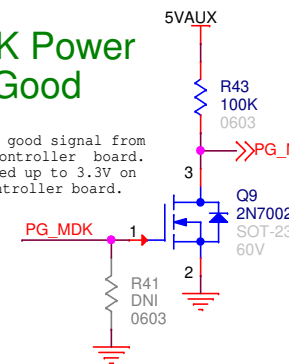 K Power
Good
good signal from
ontroller board.
ed up to 3.3V on
ntroller board.
5VAUX
R43
100K
0603
PG_
3
Q9
2N7002
SOT-23
60V
PG_MDK
1
2
R41
DNI
0603